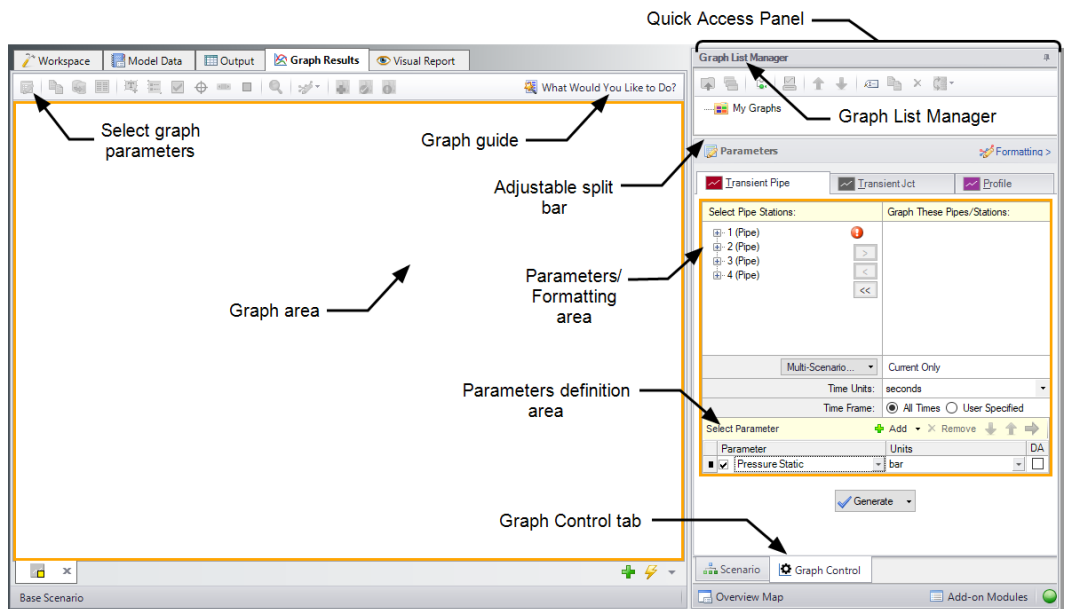 Quick Access Panel
Workspace Model Data Output Graph Results Visual Report
What Would You Like to Do?
Select graph
parameters
Graph guide
Adjustable split
bar
Graph area
Parameters/
Formatting
area
Parameters definition
area
Graph Control tab
Base Scenario
Graph List Manager
My Graphs
Graph List Manager
Parameters Formatting >
Transient Pipe Transient Jct Profile
Select Pipe Stations: Graph These Pipes/Stations:
1 (Pipe)
2 (Pipe)
3 (Pipe)
4 (Pipe)
>
<
<<
Multi-Scenario... Current Only
Time Units: seconds
Time Frame: All Times User Specified
Select Parameter Add Remove
Parameter Units DA
Pressure Static bar
Generate
Scenario Graph Control
Overview Map Add-on Modules